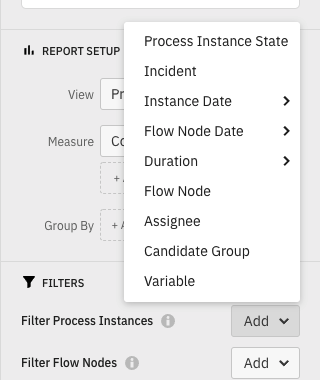 Process Instance State
REPORT SETUP
Incident
View
Pr
Instance Date
Flow Node Date
Measure
Co
Duration
+
Flow Node
Group By
+ A
Assignee
Candidate Group
FILTERS
Variable
Filter Process Instances
Add
Filter Flow Nodes
Add